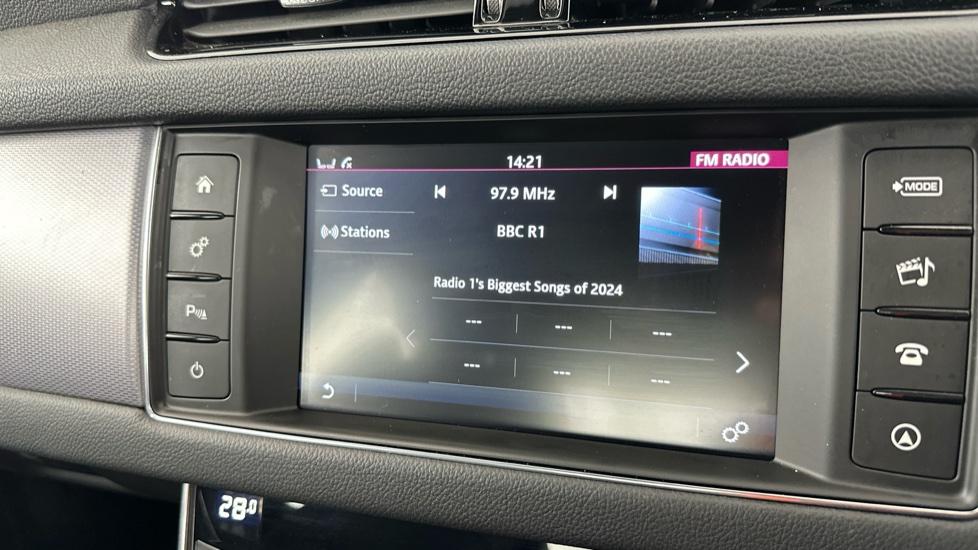 14:21
FM RADIO
Source
97.9 MHz
Stations
BBC R1
Radio 1's Biggest Songs of 2024
--- --- ---
--- --- ---
MODE
P
28.0